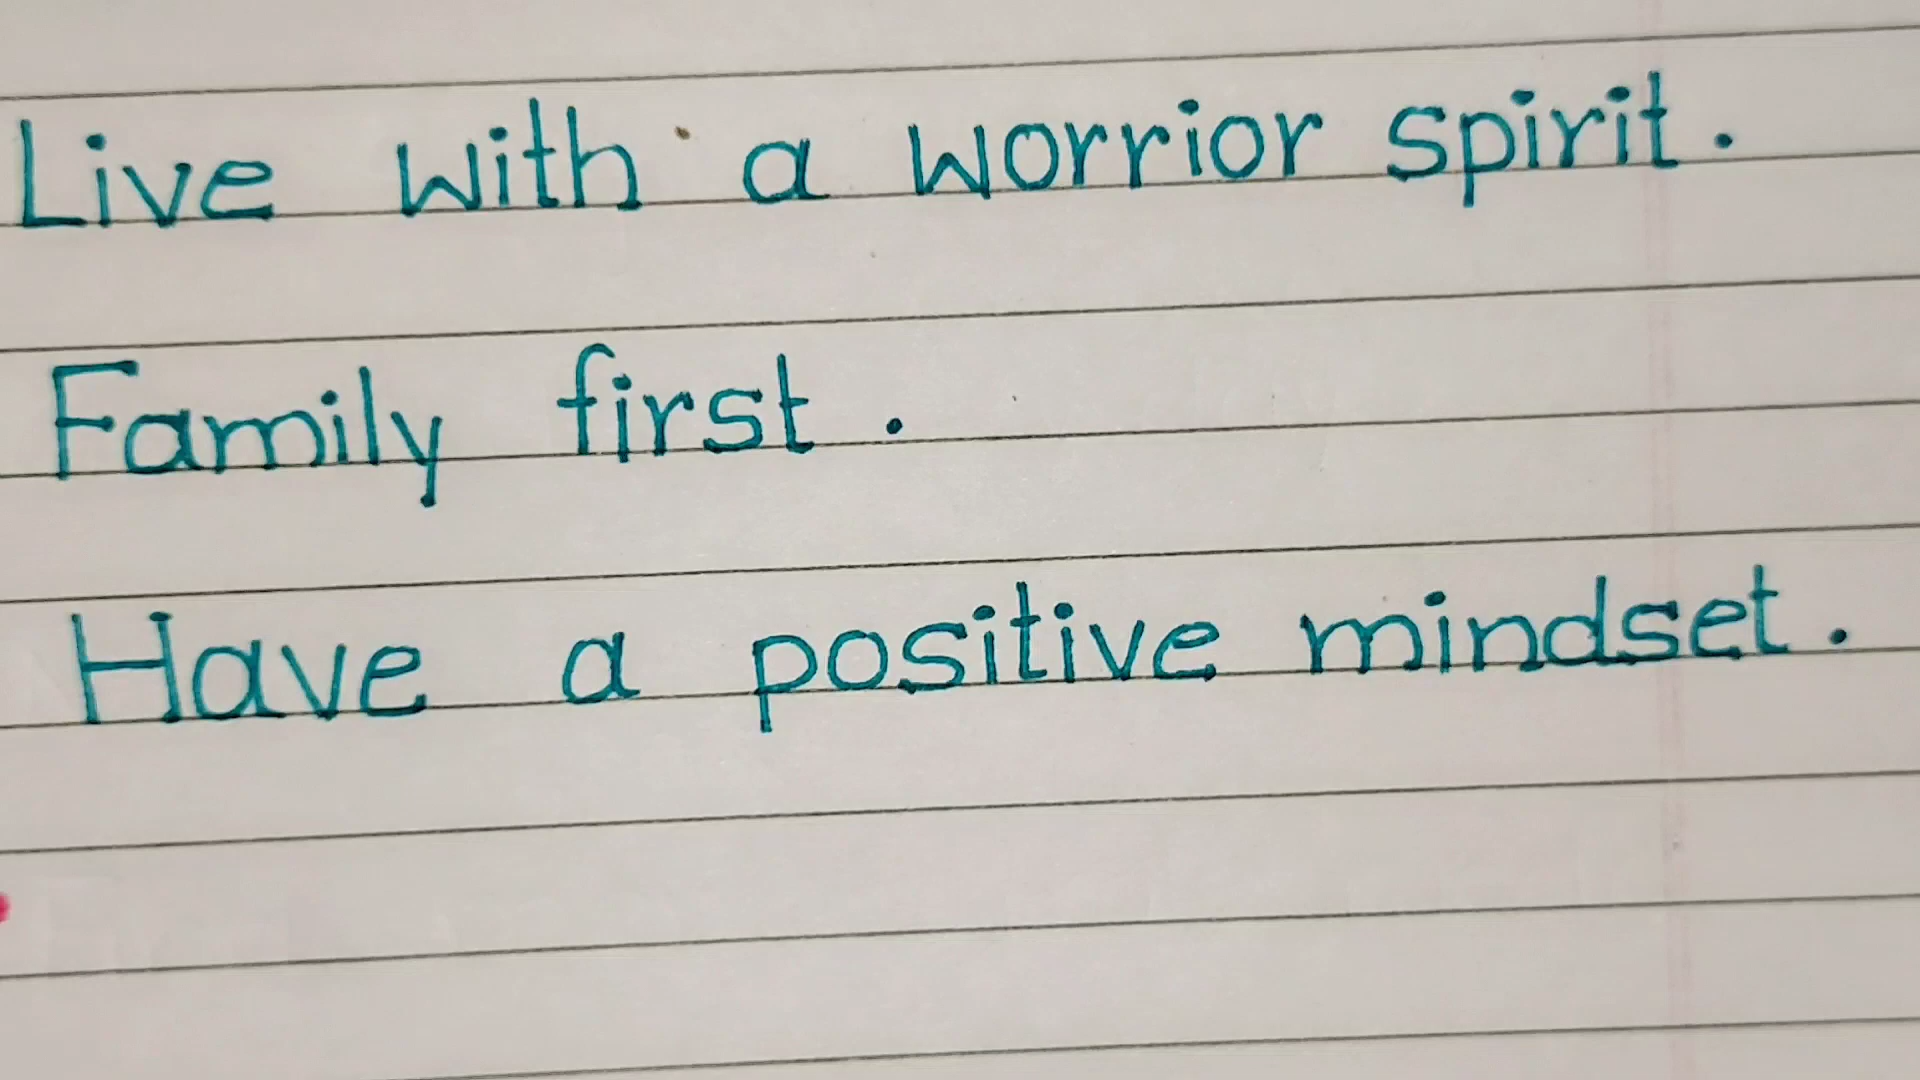 Live with a worrior spirit.
Family first.
Have a positive mindset.